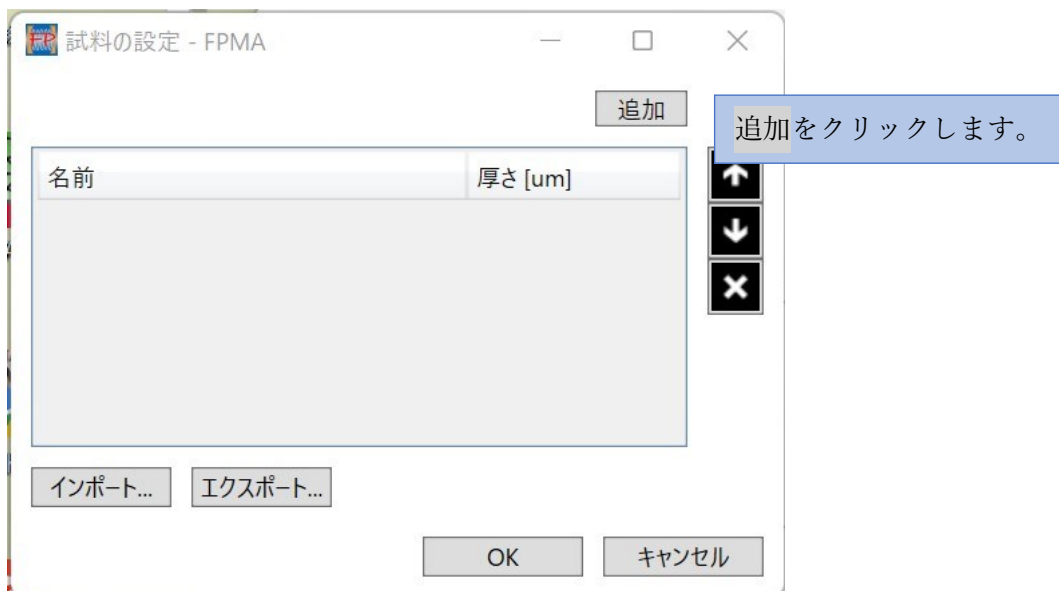 FP 試料の設定 - FPMA
追加
追加をクリックします。
名前 厚さ [um]
インポート... エクスポート...
OK キャンセル